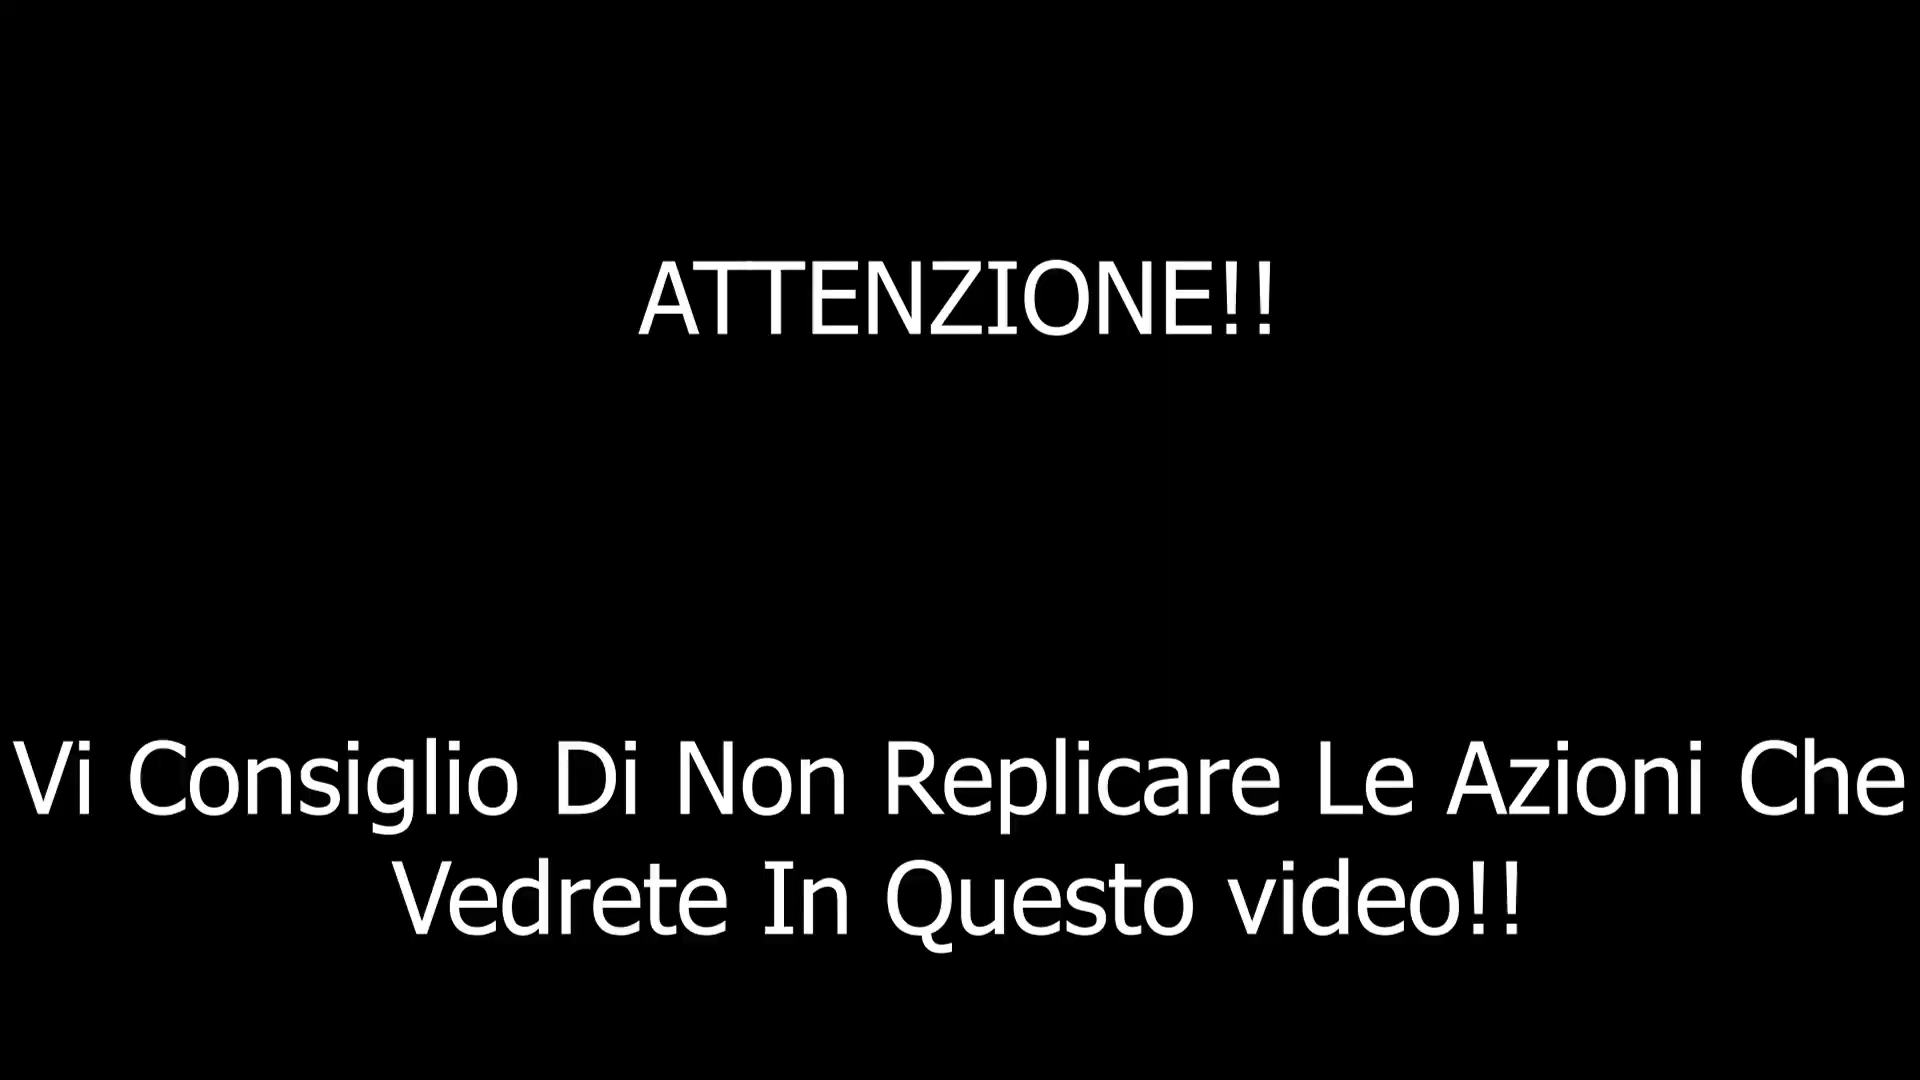 ATTENZIONE!!
Vi Consiglio Di Non Replicare Le Azioni Che
Vedrete In Questo video!!